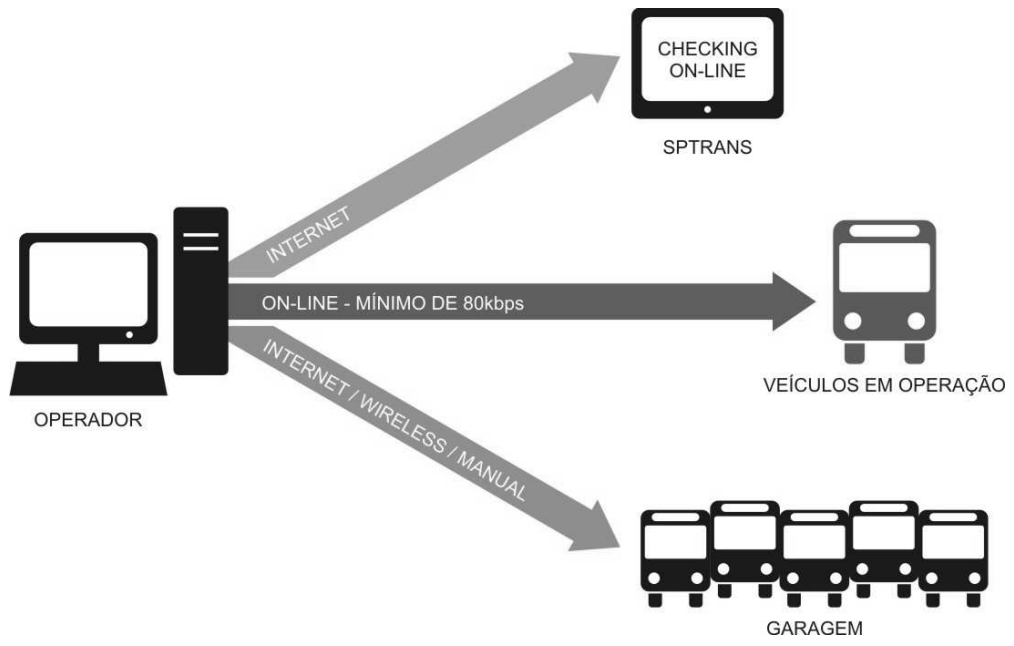 CHECKING
ON-LINE
SPTRANS
INTERNET
ON-LINE - MÍNIMO DE 80kbps
VEÍCULOS EM OPERAÇÃO
OPERADOR
INTERNET / WIRELESS / MANUAL
GARAGEM